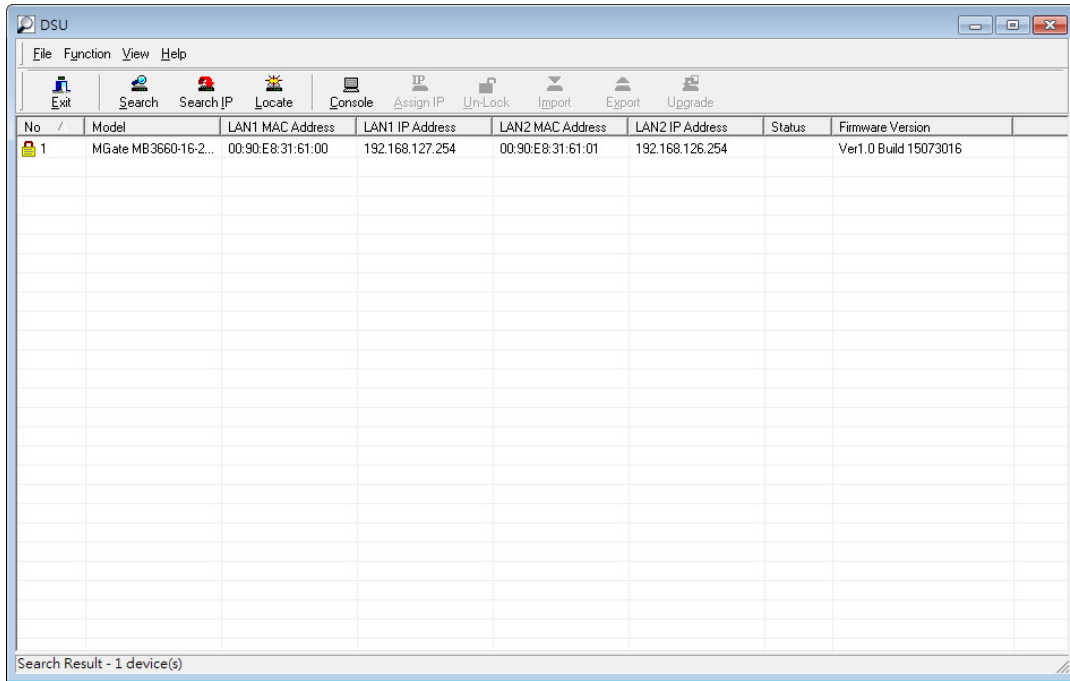 DSU
File Function View Help
Exit Search Search IP Locate Console Assign IP Un-Lock Import Export Upgrade
No Model LAN1 MAC Address LAN1 IP Address LAN2 MAC Address LAN2 IP Address Status Firmware Version
1 MGate MB3660-16-2... 00:90:E8:31:61:00 192.168.127.254 00:90:E8:31:61:01 192.168.126.254 Ver1.0 Build 15073016
Search Result - 1 device(s)